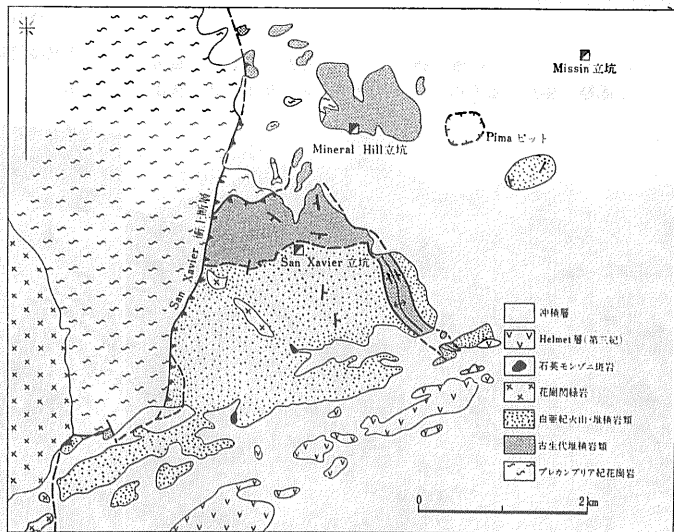 Missin 立坑
Pima ピット
Mineral Hill 立坑
San Xavier 衝上断層
San Xavier 立坑
沖積層
Helmet 層(第三紀)
石英モンゾニ斑岩
花崗閃緑岩
白亜紀火山・堆積岩類
古生代堆積岩類
プレカンブリア紀花崗岩
0
2 km